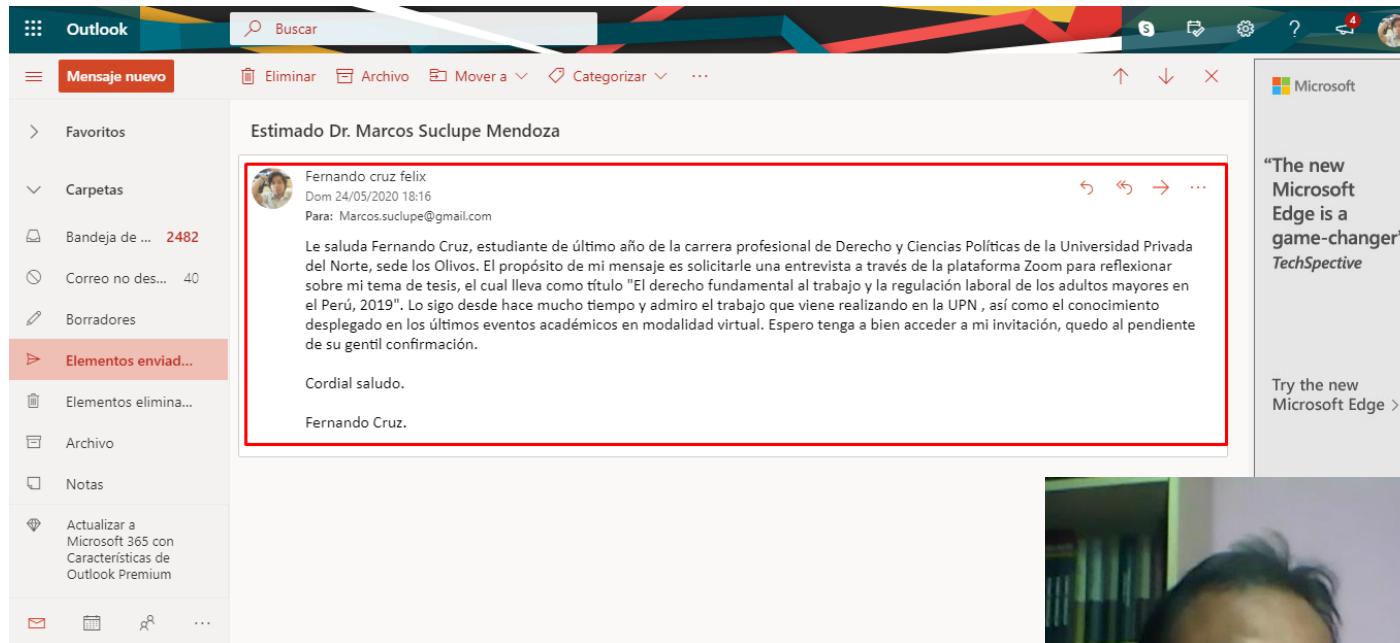 Outlook
Buscar
4
Mensaje nuevo
Eliminar
Archivo
Mover a
Categorizar
Favoritos
Carpetas
Bandeja de ... 2482
Correo no des... 40
Borradores
Elementos enviad...
Elementos elimina...
Archivo
Notas
Actualizar a
Microsoft 365 con
Características de
Outlook Premium
Estimado Dr. Marcos Suclupe Mendoza
Fernando cruz felix
Dom 24/05/2020 18:16
Para: Marcos.suclupe@gmail.com
Le saluda Fernando Cruz, estudiante de último año de la carrera profesional de Derecho y Ciencias Políticas de la Universidad Privada
del Norte, sede los Olivos. El propósito de mi mensaje es solicitarle una entrevista a través de la plataforma Zoom para reflexionar
sobre mi tema de tesis, el cual lleva como título "El derecho fundamental al trabajo y la regulación laboral de los adultos mayores en
el Perú, 2019". Lo sigo desde hace mucho tiempo y admiro el trabajo que viene realizando en la UPN , así como el conocimiento
desplegado en los últimos eventos académicos en modalidad virtual. Espero tenga a bien acceder a mi invitación, quedo al pendiente
de su gentil confirmación.
Cordial saludo.
Fernando Cruz.
Microsoft
“The new
Microsoft
Edge is a
game-changer"
TechSpective
Try the new
Microsoft Edge >